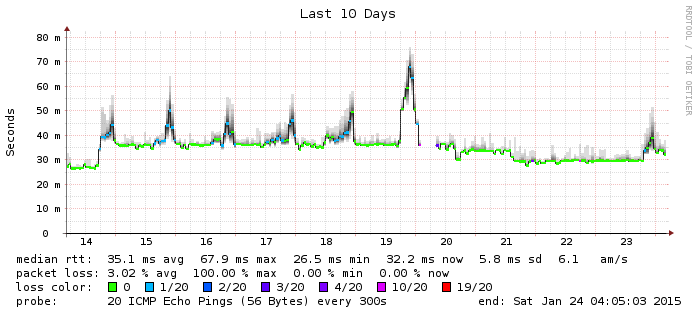 Last 10 Days
RRDTOOL / TOBI OETIKER
Seconds
80 m
70 m
60 m
50 m
40 m
30 m
20 m
10 m
0
14 15 16 17 18 19 20 21 22 23
median rtt: 35.1 ms avg 67.9 ms max 26.5 ms min 32.2 ms now 5.8 ms sd 6.1 am/s
packet loss: 3.02 % avg 100.00 % max 0.00 % min 0.00 % now
loss color: 0 1/20 2/20 3/20 4/20 10/20 19/20
probe: 20 ICMP Echo Pings (56 Bytes) every 300s end: Sat Jan 24 04:05:03 2015